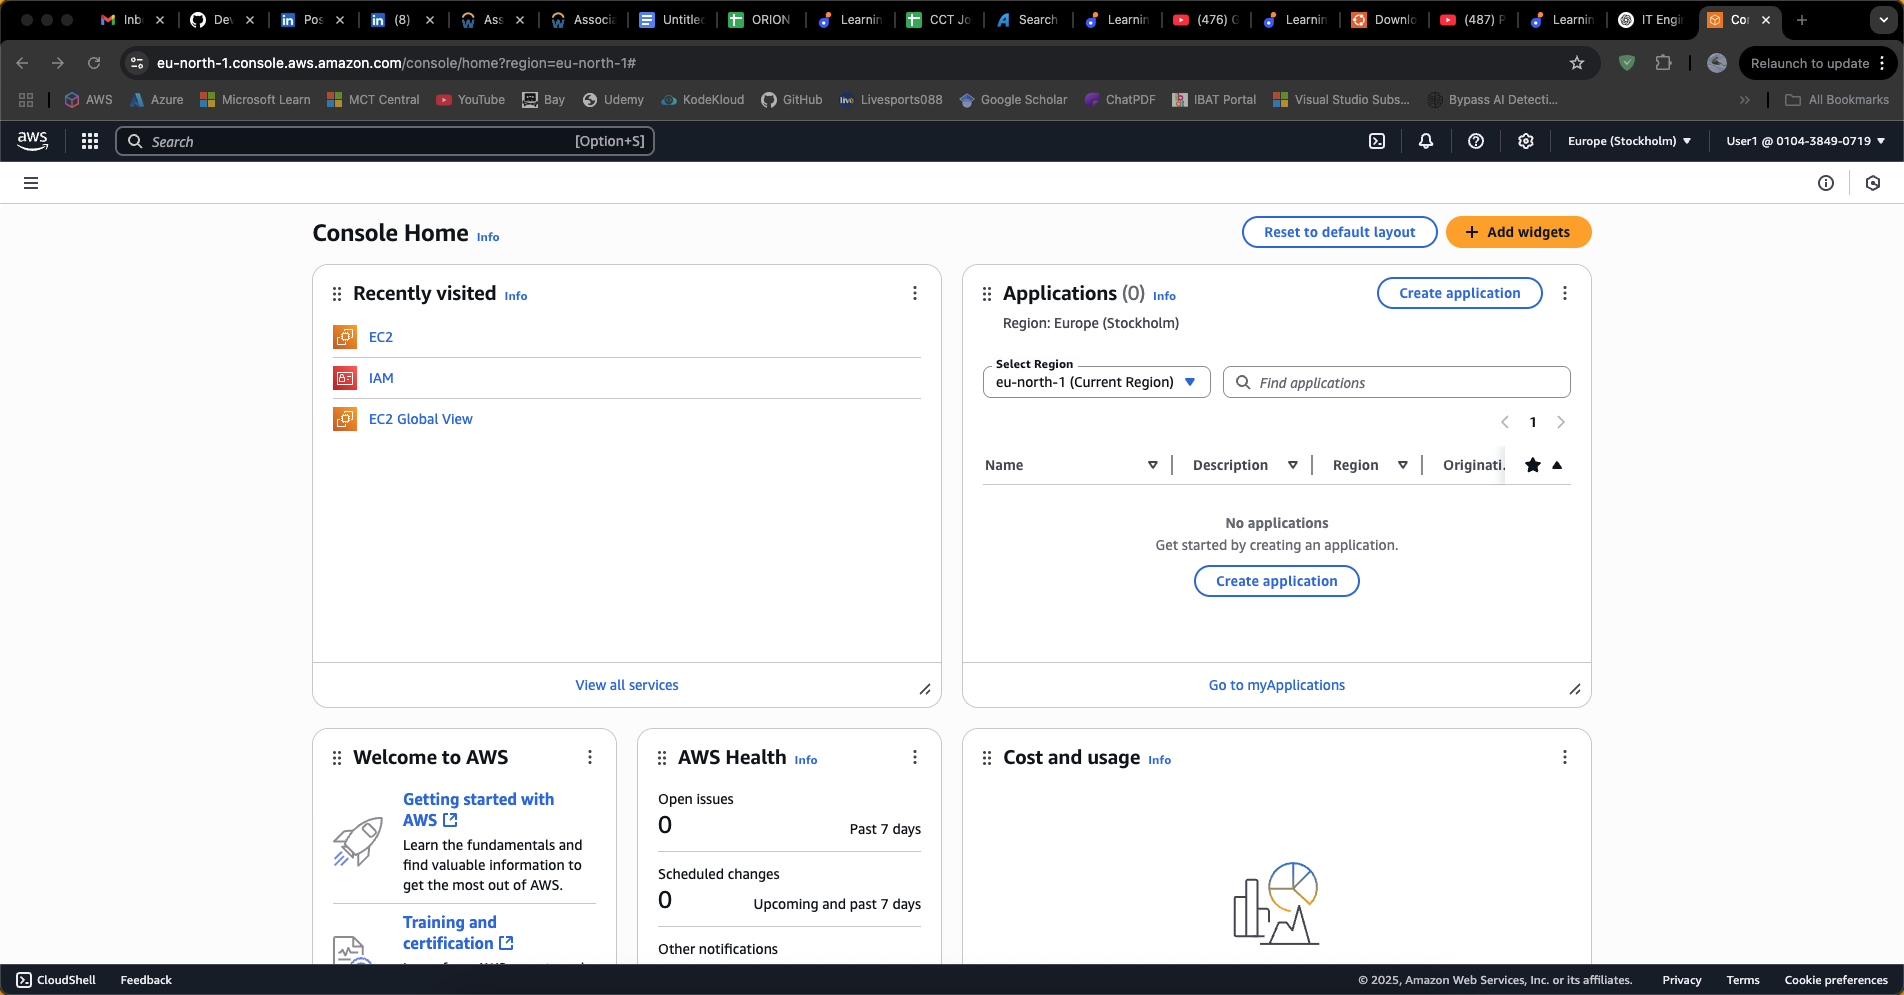 Inb
Dev
Pos
(8)
Ass
Associa
Untitled
ORION
Learnin
CCT Jo
Search
Learnin
(476) G
Learnin
Downlo
(487) P
Learnin
IT Engi
Co
eu-north-1.console.aws.amazon.com/console/home?region=eu-north-1#
Relaunch to update
AWS
Azure
Microsoft Learn
MCT Central
YouTube
Bay
Udemy
KodeKloud
GitHub
Livesports088
Google Scholar
ChatPDF
IBAT Portal
Visual Studio Subs...
Bypass AI Detecti...
All Bookmarks
aws
Search
[Option+S]
Europe (Stockholm)
User1 @ 0104-3849-0719
Console Home Info
Reset to default layout
Add widgets
Recently visited Info
EC2
IAM
EC2 Global View
View all services
Applications (0) Info
Create application
Region: Europe (Stockholm)
Select Region
eu-north-1 (Current Region)
Find applications
1
Name
Description
Region
Originati.
No applications
Get started by creating an application.
Create application
Go to myApplications
Welcome to AWS
Getting started with
AWS
Learn the fundamentals and
find valuable information to
get the most out of AWS.
Training and
certification
AWS Health Info
Open issues
0
Past 7 days
Scheduled changes
0
Upcoming and past 7 days
Other notifications
Cost and usage Info
CloudShell
Feedback
© 2025, Amazon Web Services, Inc. or its affiliates.
Privacy
Terms
Cookie preferences